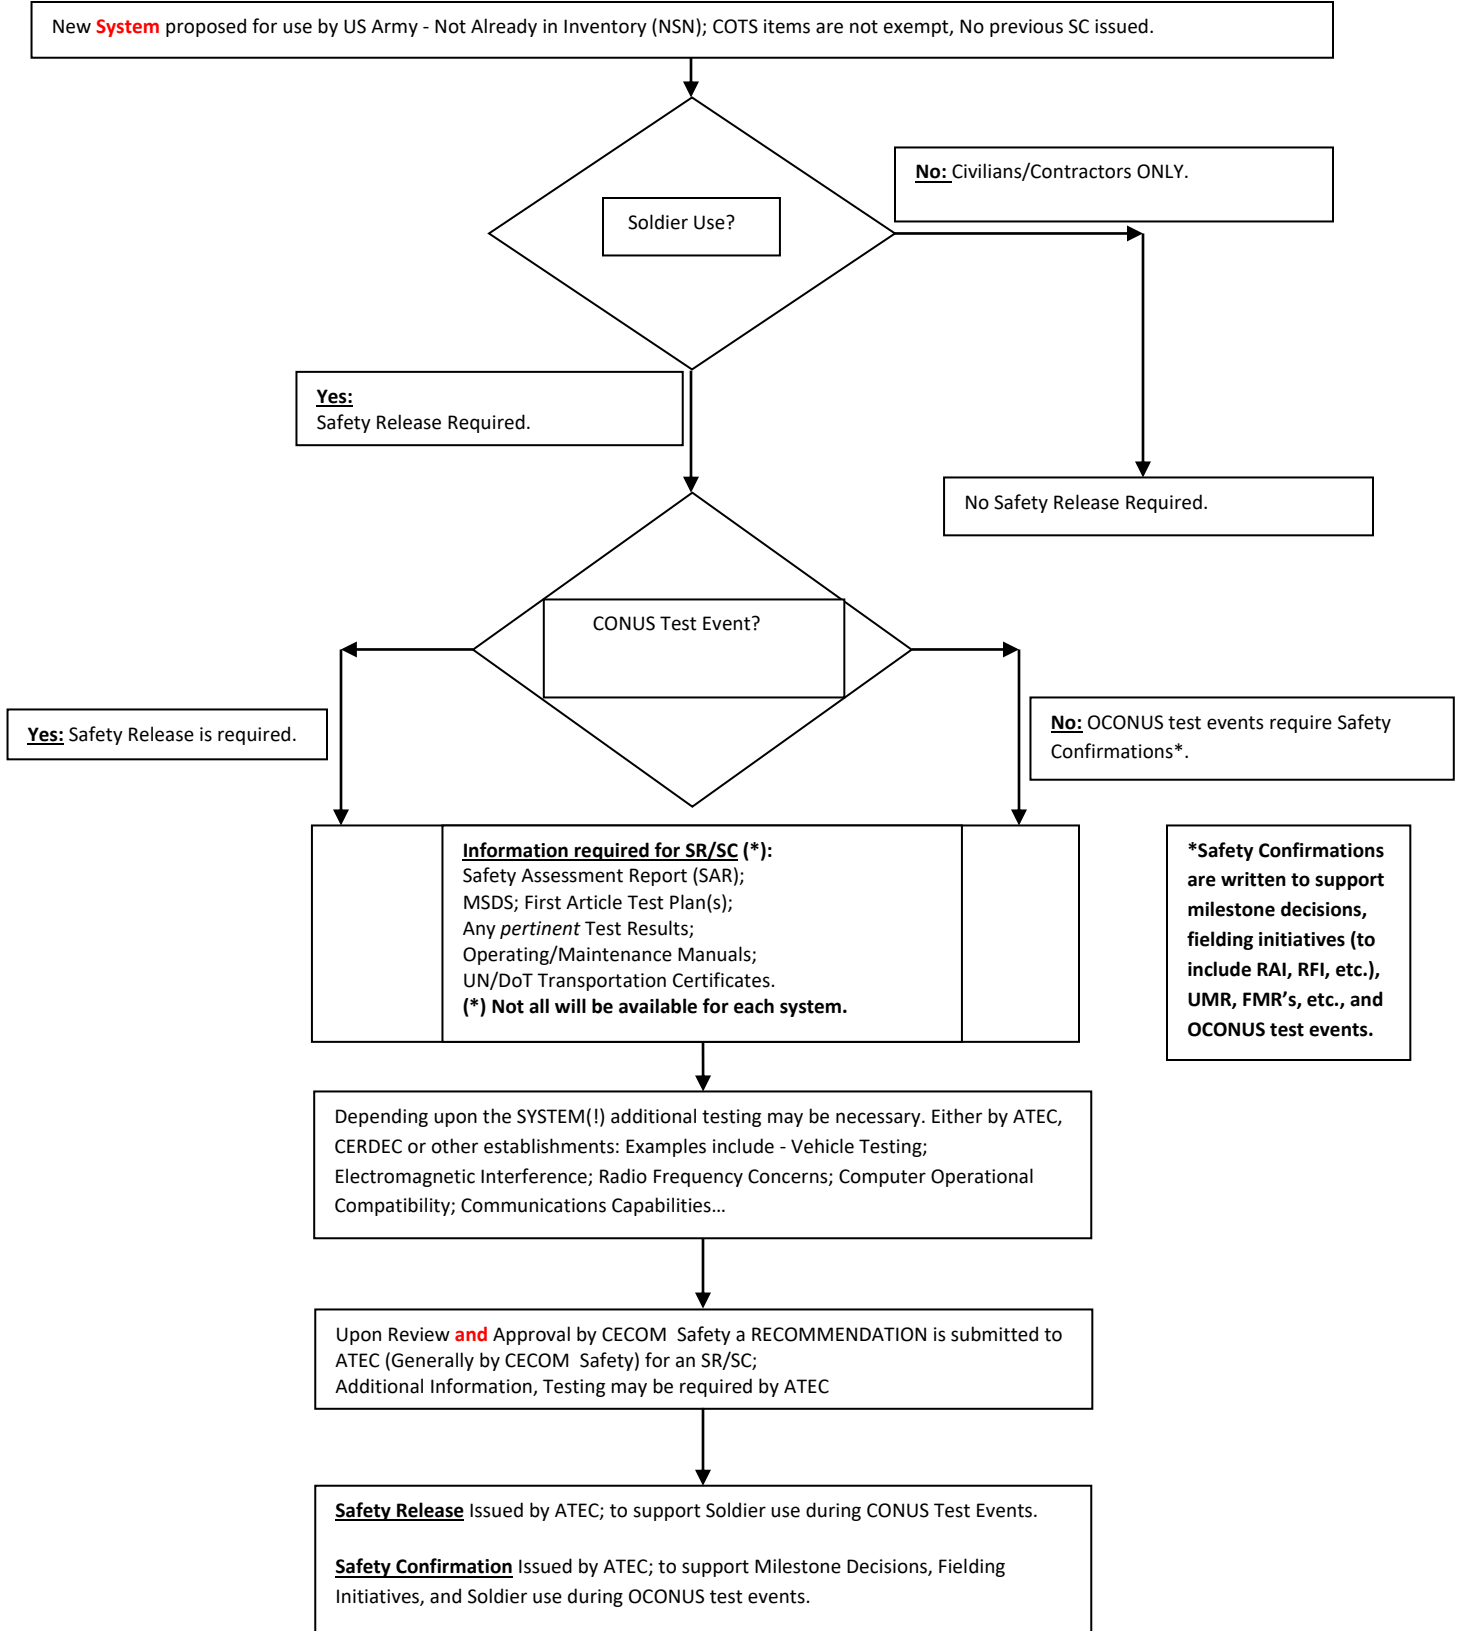 New System proposed for use by US Army - Not Already in Inventory (NSN); COTS items are not exempt, No previous SC issued.
No: Civilians/Contractors ONLY.
Soldier Use?
Yes:
Safety Release Required.
No Safety Release Required.
CONUS Test Event?
Yes: Safety Release is required.
No: OCONUS test events require Safety
Confirmations*.
Information required for SR/SC (*):
Safety Assessment Report (SAR);
MSDS; First Article Test Plan(s);
Any pertinent Test Results;
Operating/Maintenance Manuals;
UN/DoT Transportation Certificates.
(*) Not all will be available for each system.
*Safety Confirmations
are written to support
milestone decisions,
fielding initiatives (to
include RAI, RFI, etc.),
UMR, FMR's, etc., and
OCONUS test events.
Depending upon the SYSTEM(!) additional testing may be necessary. Either by ATEC,
CERDEC or other establishments: Examples include - Vehicle Testing;
Electromagnetic Interference; Radio Frequency Concerns; Computer Operational
Compatibility; Communications Capabilities…
Upon Review and Approval by CECOM Safety a RECOMMENDATION is submitted to
ATEC (Generally by CECOM Safety) for an SR/SC;
Additional Information, Testing may be required by ATEC
Safety Release Issued by ATEC; to support Soldier use during CONUS Test Events.
Safety Confirmation Issued by ATEC; to support Milestone Decisions, Fielding
Initiatives, and Soldier use during OCONUS test events.